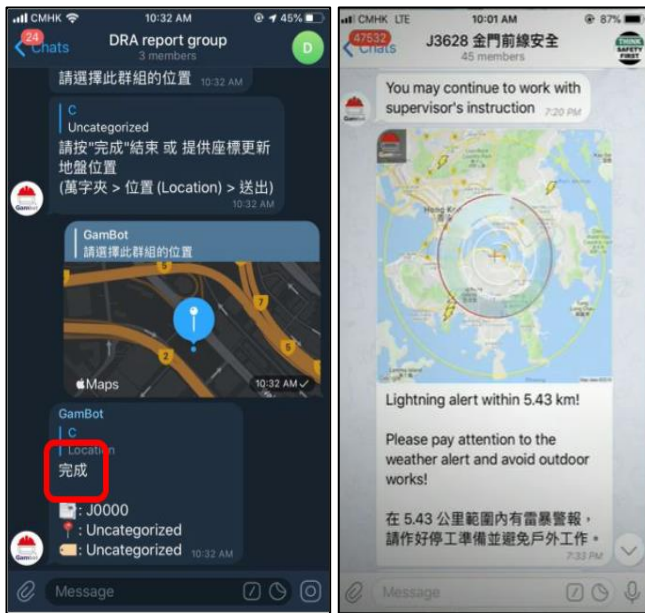 CMHK
10:32 AM
45%
24
Chats
DRA report group
3 members
D
請選擇此群組的位置 10:32 AM
C
Uncategorized
請按"完成"結束 或 提供座標更新
地盤位置
(萬字夾 > 位置 (Location) > 送出)
10:32 AM
GamBot
請選擇此群組的位置
5
7
5
2
Maps
10:32 AM
GamBot
C
Location
完成
: J0000
: Uncategorized
: Uncategorized 10:32 AM
Message
CMHK LTE
10:01 AM
87%
47532
Chats
J3628 金門前線安全
45 members
THINK
SAFETY
FIRST
You may continue to work with
supervisor's instruction 7:20 PM
Lightning alert within 5.43 km!
Please pay attention to the
weather alert and avoid outdoor
works!
在 5.43 公里範圍內有雷暴警報，
請作好停工準備並避免戶外工作。
7:33 PM
Message